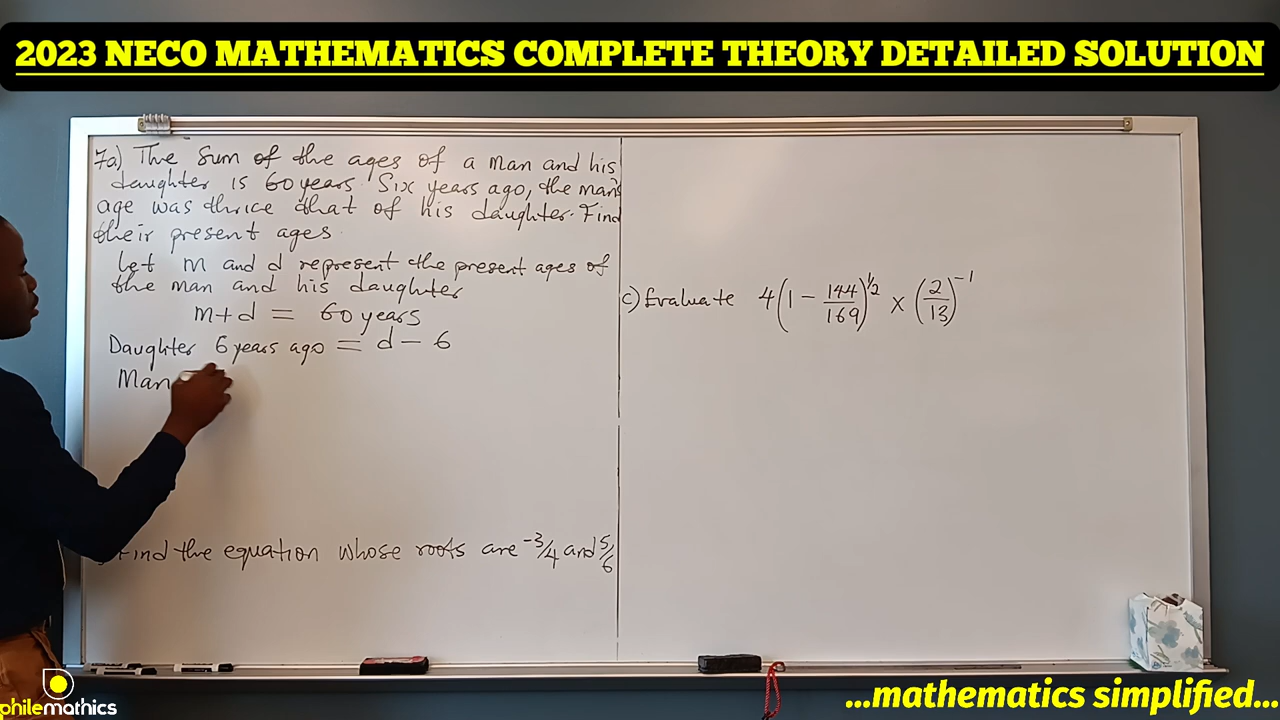 2023 NECO MATHEMATICS COMPLETE THEORY DETAILED SOLUTION
7a) The Sum of the ages of a man and his
daughter is 60 years. Six years ago, the man's
age was thrice that of his daughter. Find
their present ages.
Let m and d represent the present ages of
the man and his daughter
m+d = 60 years
Daughter 6 years ago = d - 6
Man
Find the equation whose roots are -3/4 and 5/6
c) Evaluate 4(1 - 144/169)^1/2 × (2/13)^-1
philemathics
...mathematics simplified...